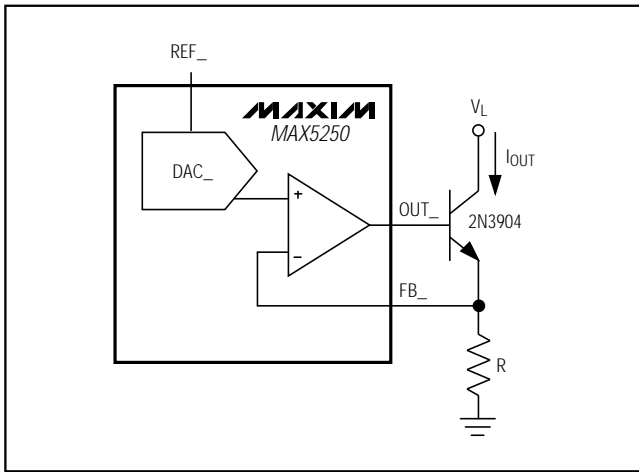 REF_
MAXIM
MAX5250
DAC_
+
−
OUT_
FB_
VL
IOUT
2N3904
R